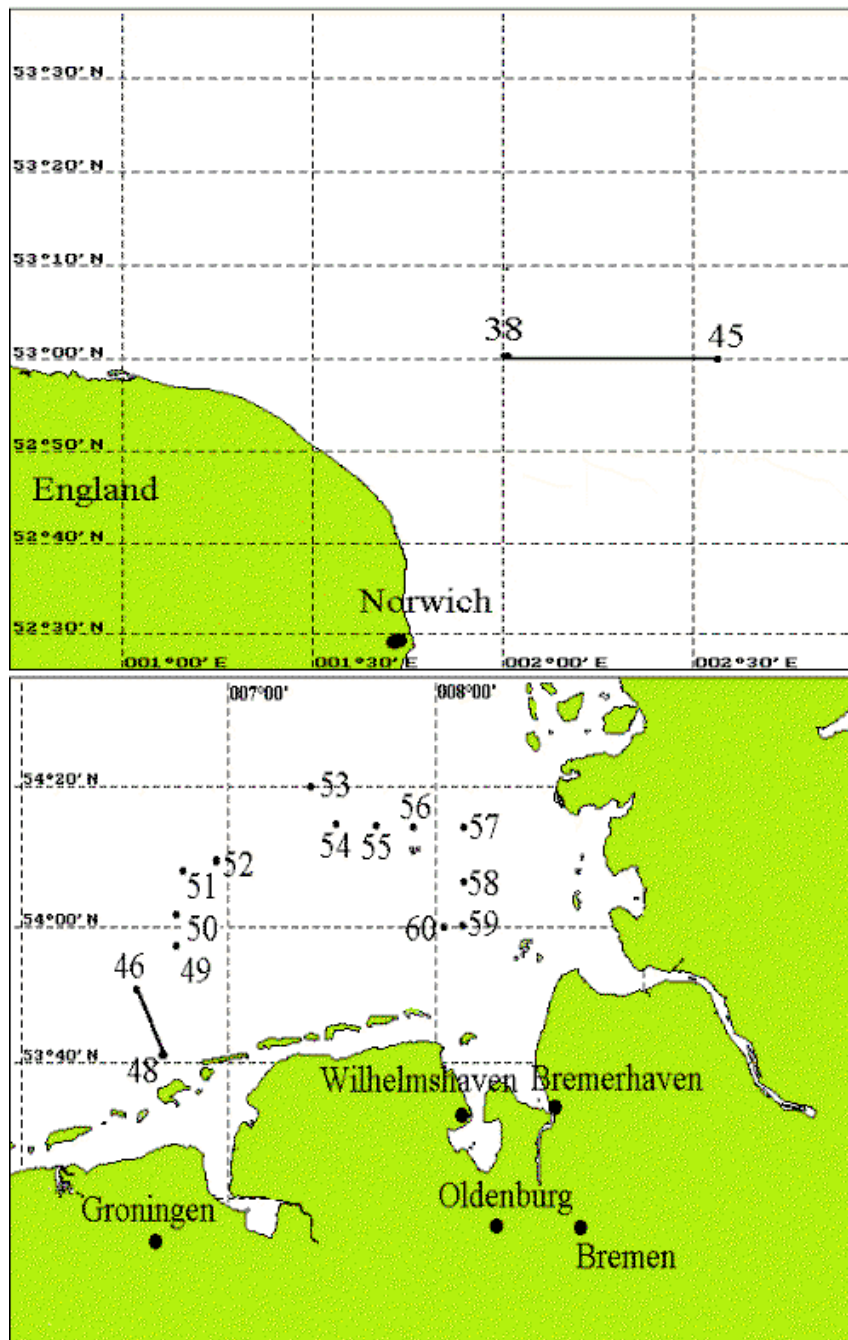 53°30' N
53°20' N
53°10' N
38
45
53°00' N
52°50' N
England
52°40' N
Norwich
52°30' N
001°00' E
001°30' E
002°00' E
002°30' E
007°00'
008°00'
54°20' N
53
56
57
54
55
52
51
58
54°00' N
50
60
59
46
49
53°40' N
48
Wilhelmshaven
Bremerhaven
Groningen
Oldenburg
Bremen